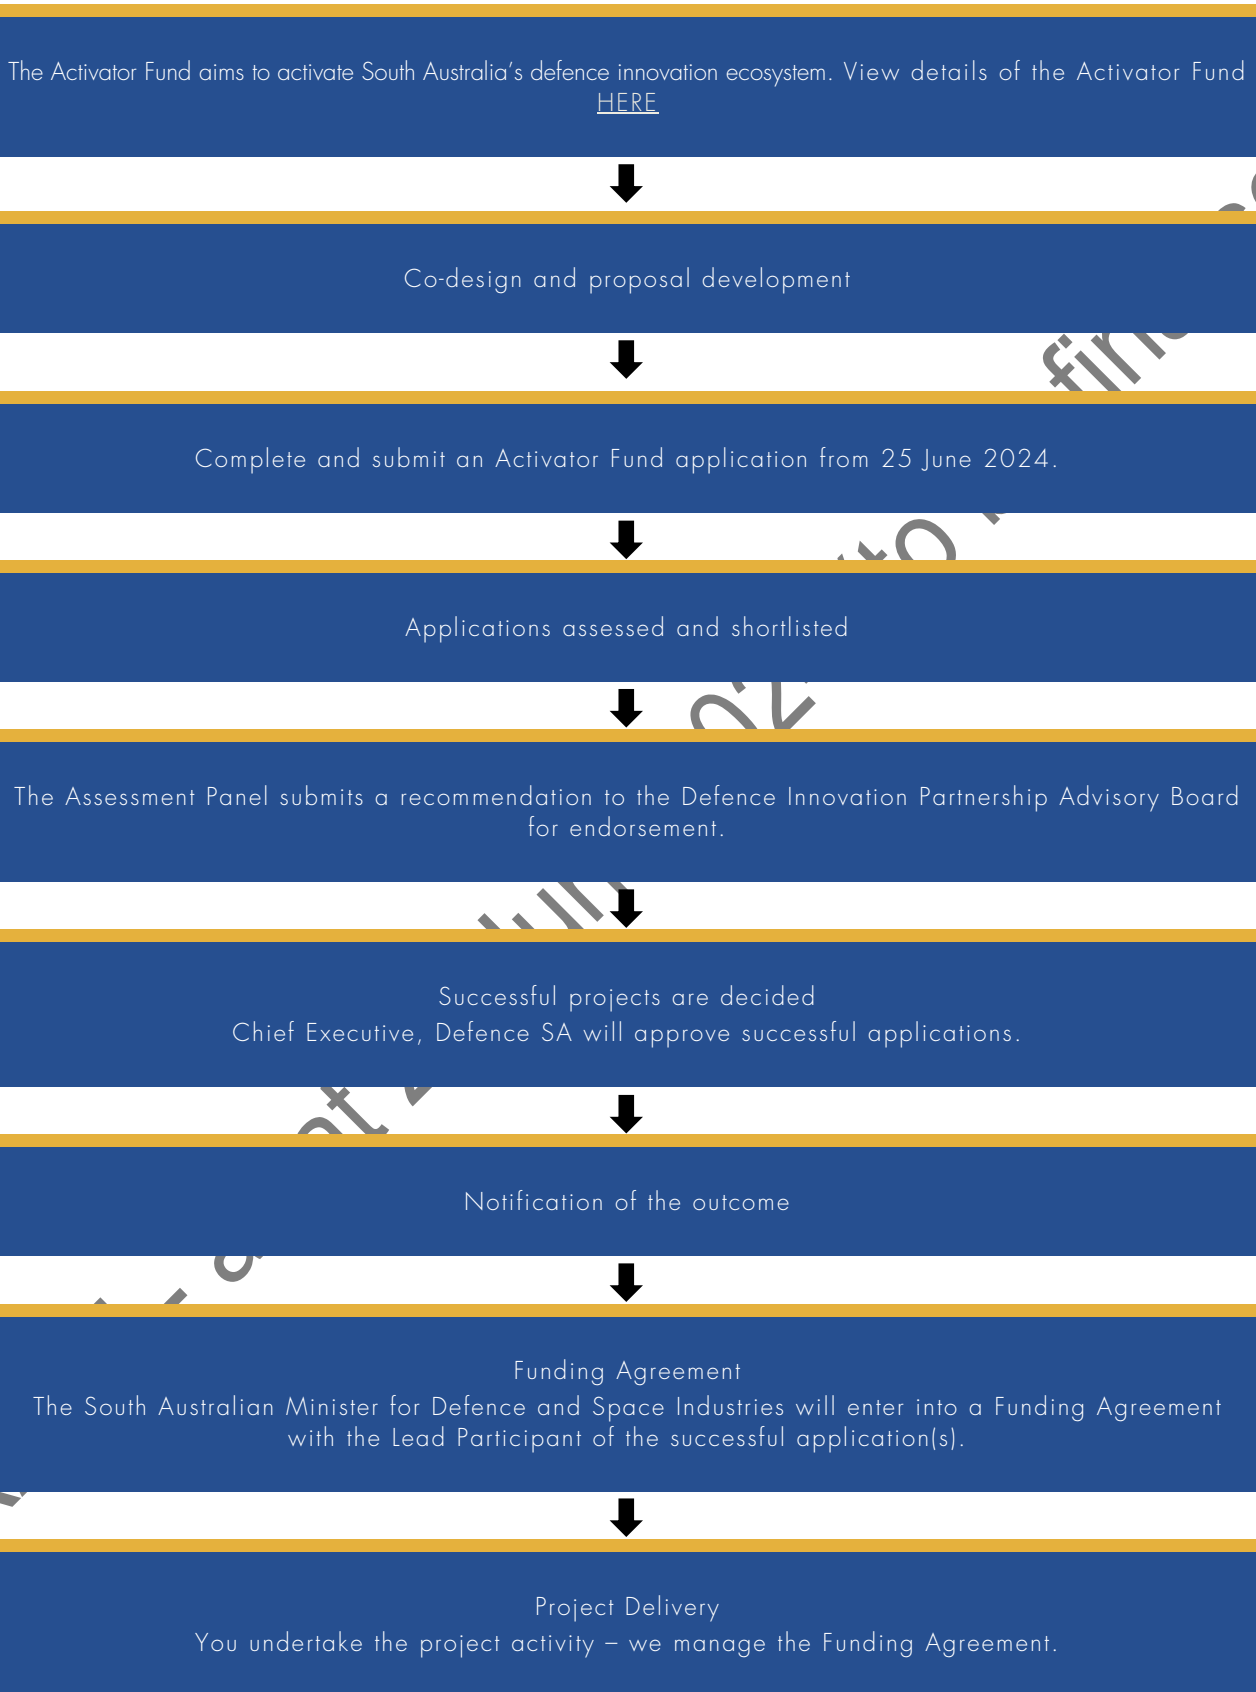 The Activator Fund aims to activate South Australia's defence innovation ecosystem. View details of the Activator Fund
HERE
Co-design and proposal development
Complete and submit an Activator Fund application from 25 June 2024.
Applications assessed and shortlisted
The Assessment Panel submits a recommendation to the Defence Innovation Partnership Advisory Board
for endorsement.
Successful projects are decided
Chief Executive, Defence SA will approve successful applications.
Notification of the outcome
Funding Agreement
The South Australian Minister for Defence and Space Industries will enter into a Funding Agreement
with the Lead Participant of the successful application(s).
Project Delivery
You undertake the project activity – we manage the Funding Agreement.